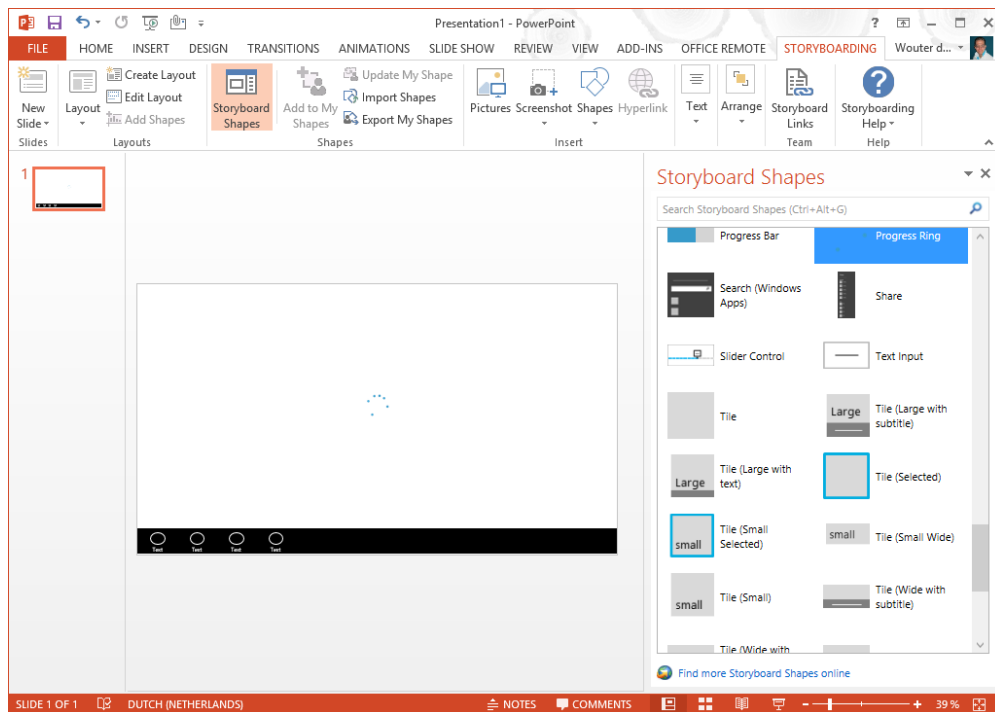 Presentation1 - PowerPoint
?
FILE HOME INSERT DESIGN TRANSITIONS ANIMATIONS SLIDE SHOW REVIEW VIEW ADD-INS OFFICE REMOTE STORYBOARDING Wouter d...
New Slide
Layout
Create Layout
Edit Layout
Add Shapes
Storyboard Shapes
Add to My Shapes
Update My Shape
Import Shapes
Export My Shapes
Pictures
Screenshot
Shapes
Hyperlink
Text
Arrange
Storyboard Links
Storyboarding Help
Slides Layouts Shapes Insert Team Help
1
Text Text Text Text
Storyboard Shapes
Search Storyboard Shapes (Ctrl+Alt+G)
Progress Bar
Progress Ring
Search (Windows
Apps)
Share
Slider Control
Text Input
Tile
Large
Tile (Large with
subtitle)
Large
Tile (Large with
text)
Tile (Selected)
small
Tile (Small
Selected)
small
Tile (Small Wide)
small
Tile (Small)
Tile (Wide with
subtitle)
Tile (Wide with
Find more Storyboard Shapes online
SLIDE 1 OF 1 DUTCH (NETHERLANDS) NOTES COMMENTS 39 %